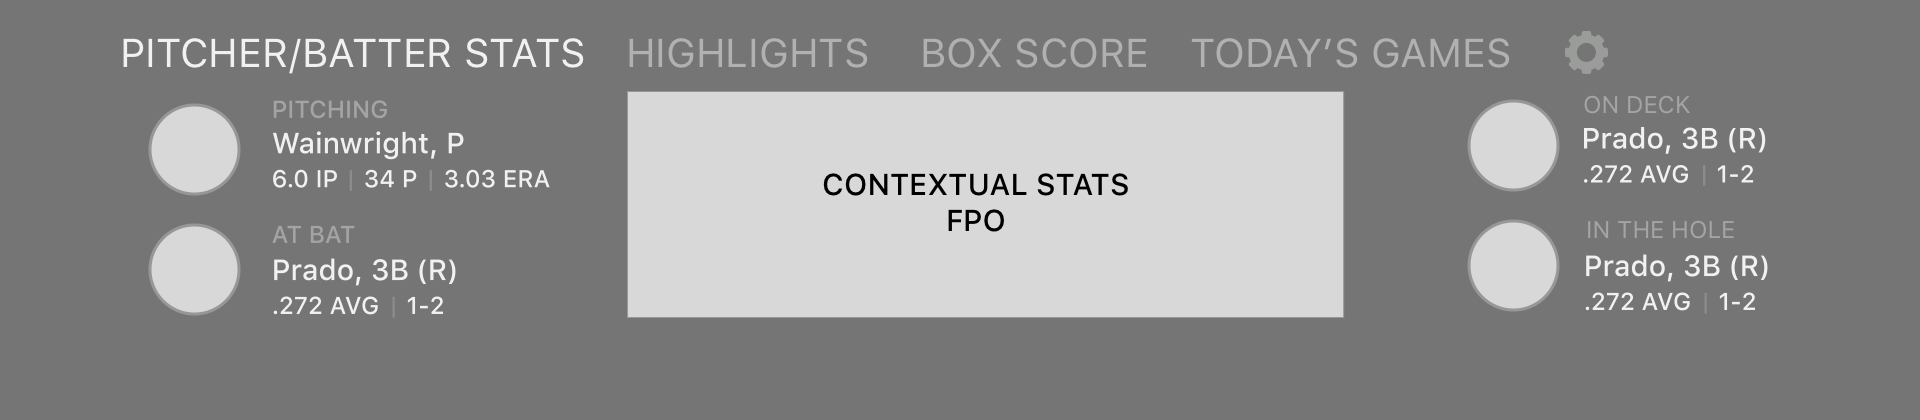 PITCHER/BATTER STATS HIGHLIGHTS BOX SCORE TODAY’S GAMES
PITCHING
Wainwright, P
6.0 IP | 34 P | 3.03 ERA
AT BAT
Prado, 3B (R)
.272 AVG | 1-2
CONTEXTUAL STATS
FPO
ON DECK
Prado, 3B (R)
.272 AVG | 1-2
IN THE HOLE
Prado, 3B (R)
.272 AVG | 1-2